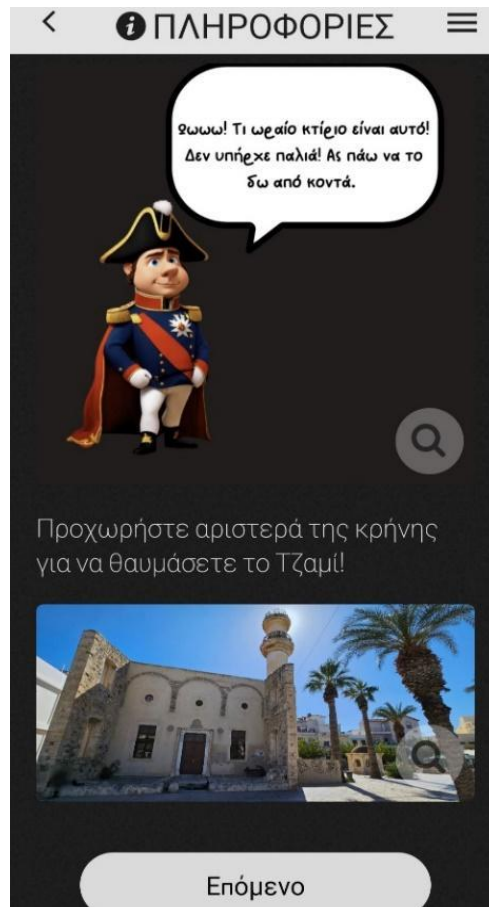 ΠΛΗΡΟΦΟΡΙΕΣ
Ωωωω! Τι ωραίο κτίριο είναι αυτό!
Δεν υπήρχε παλιά! Ας πάω να το
δω από κοντά.
Προχωρήστε αριστερά της κρήνης
για να θαυμάσετε το Τζαμί!
Επόμενο